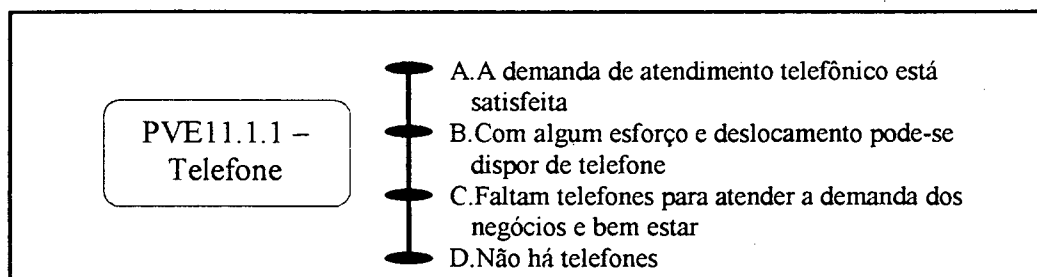 PVE11.1.1 –
Telefone
A.A demanda de atendimento telefônico está
satisfeita
B.Com algum esforço e deslocamento pode-se
dispor de telefone
C.Faltam telefones para atender a demanda dos
negócios e bem estar
D.Não há telefones